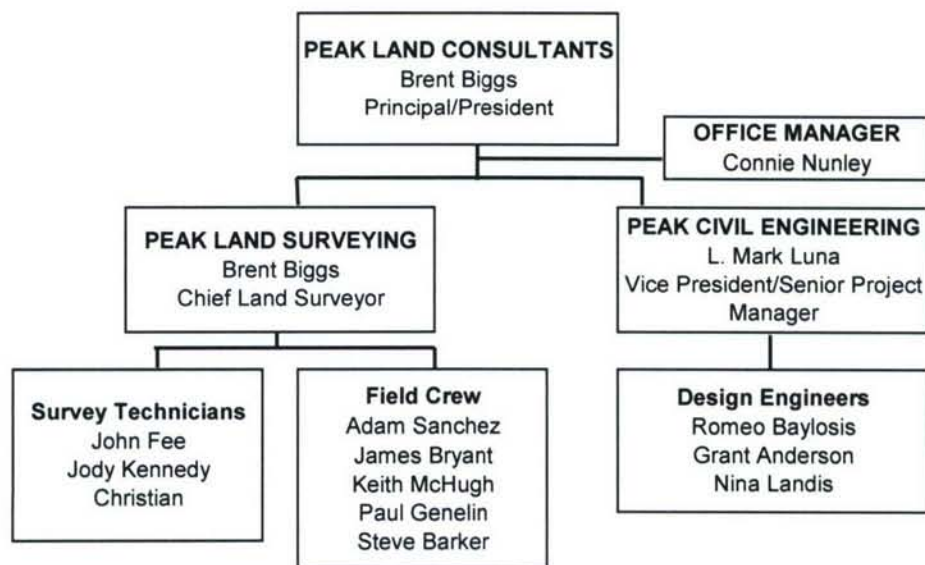 PEAK LAND CONSULTANTS
Brent Biggs
Principal/President
OFFICE MANAGER
Connie Nunley
PEAK LAND SURVEYING
Brent Biggs
Chief Land Surveyor
PEAK CIVIL ENGINEERING
L. Mark Luna
Vice President/Senior Project
Manager
Survey Technicians
John Fee
Jody Kennedy
Christian
Field Crew
Adam Sanchez
James Bryant
Keith McHugh
Paul Genelin
Steve Barker
Design Engineers
Romeo Baylosis
Grant Anderson
Nina Landis